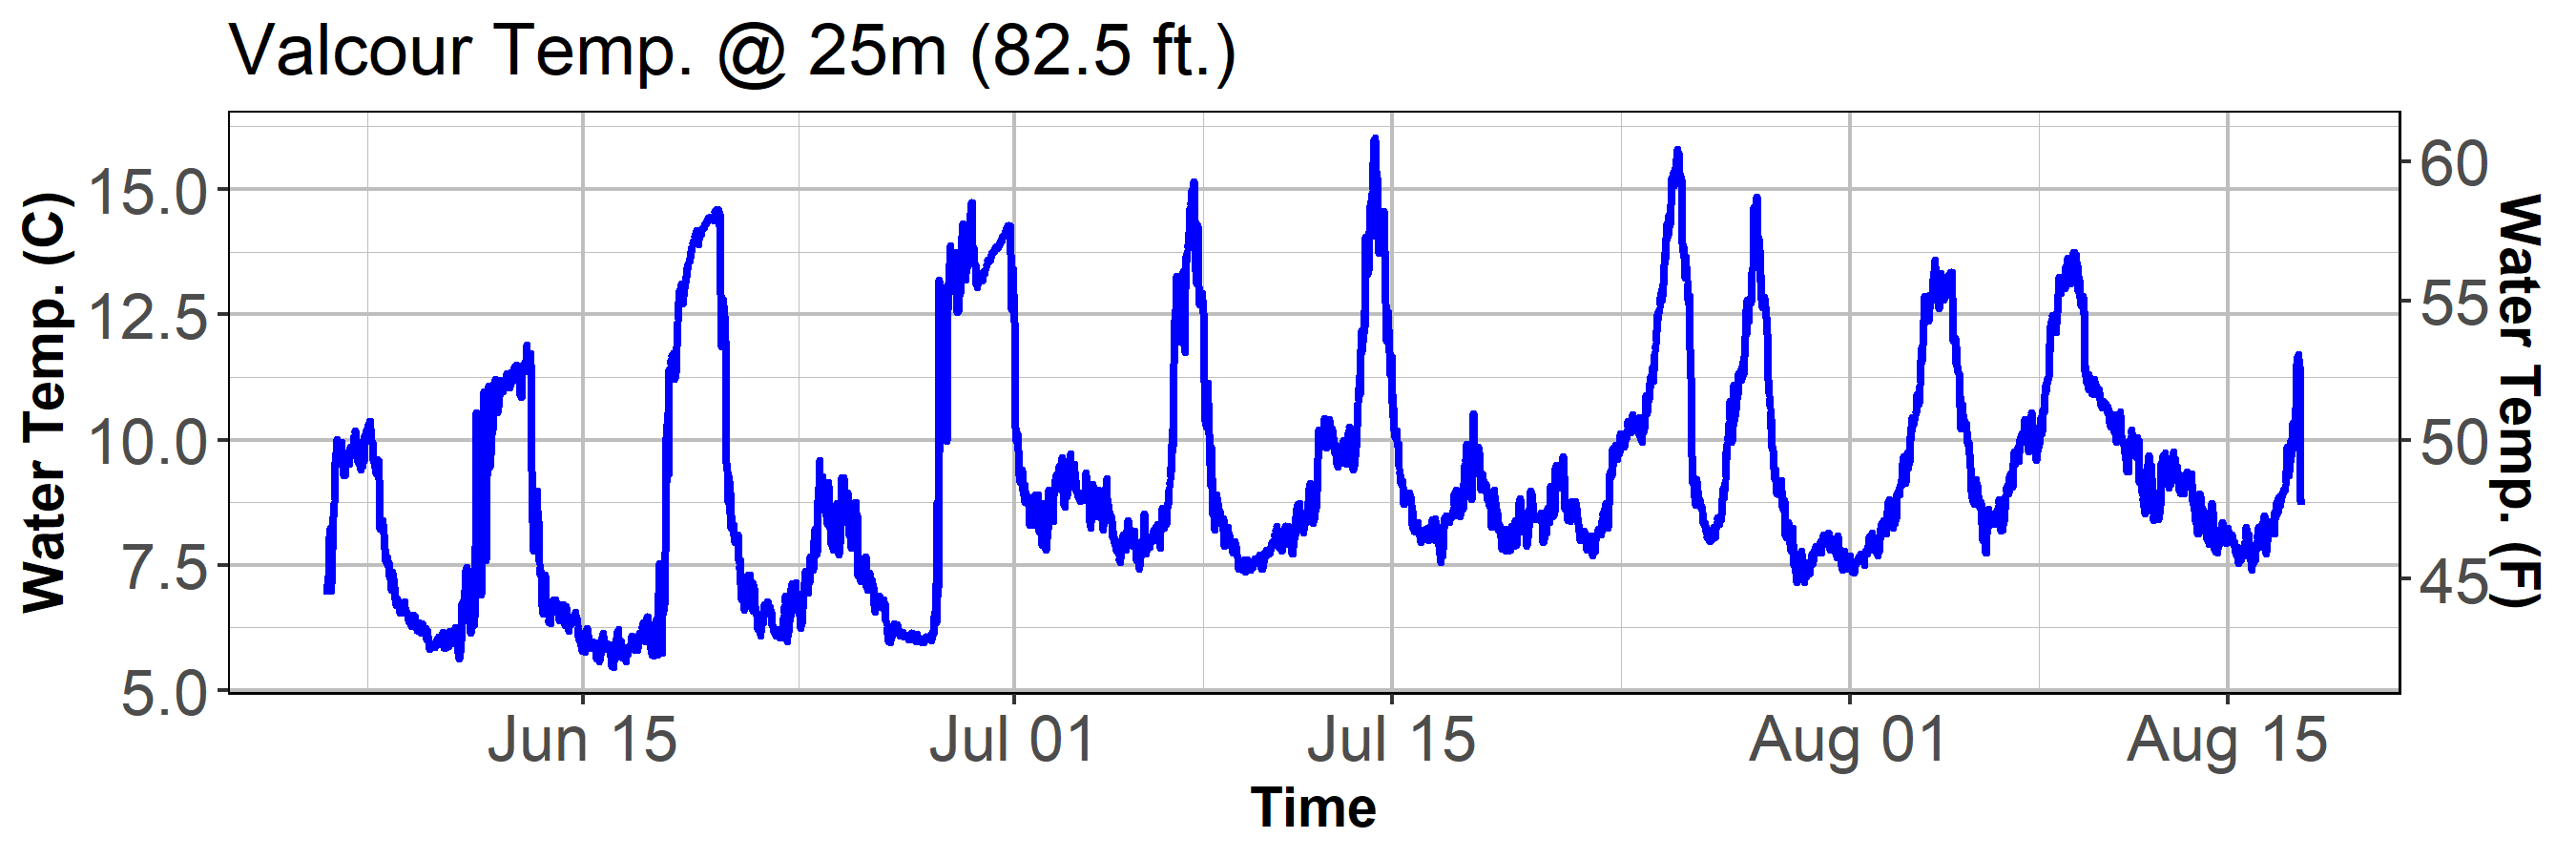 Valcour Temp. @ 25m (82.5 ft.)
Water Temp. (C)
15.0
12.5
10.0
7.5
5.0
60
55
50
45
Water Temp. (F)
Jun 15 Jul 01 Jul 15 Aug 01 Aug 15
Time